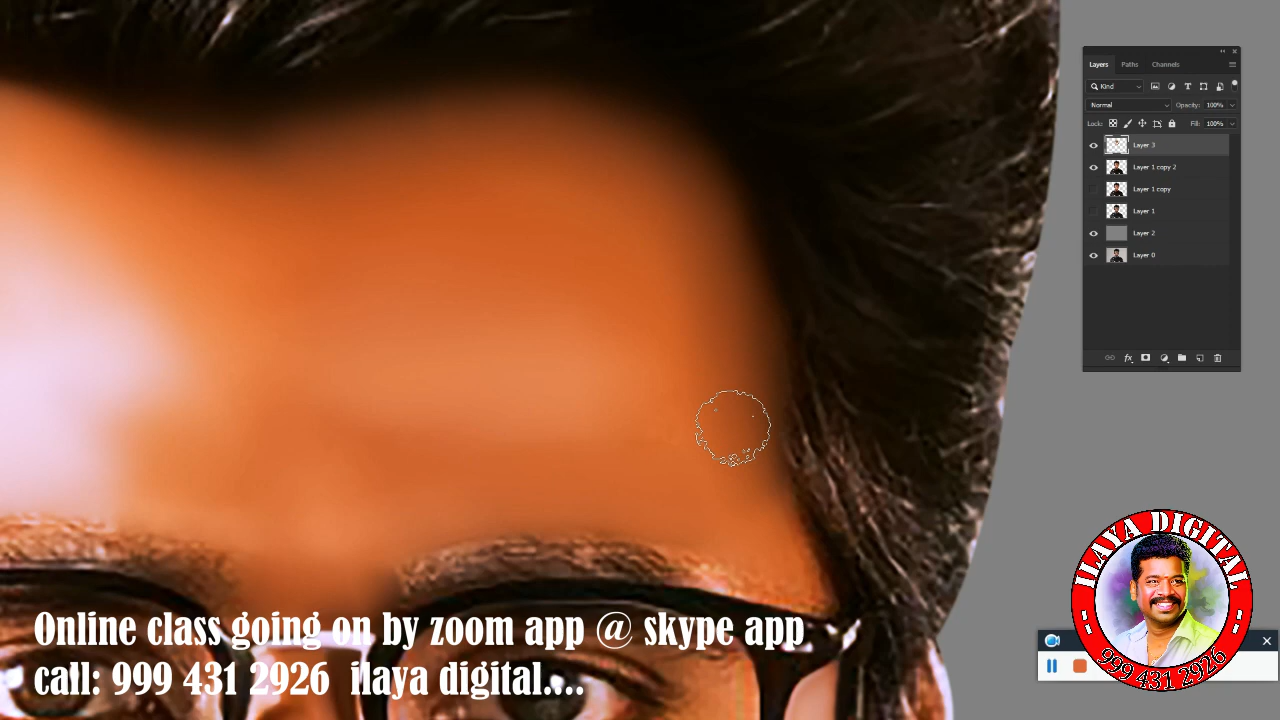 Layers Paths Channels
Kind
Normal Opacity: 100%
Lock: Fill: 100%
Layer 3
Layer 1 copy 2
Layer 1 copy
Layer 1
Layer 2
Layer 0
fx
ILAYA DIGITAL
999 431 2926
Online class going on by zoom app @ skype app
call: 999 431 2926 ilaya digital....